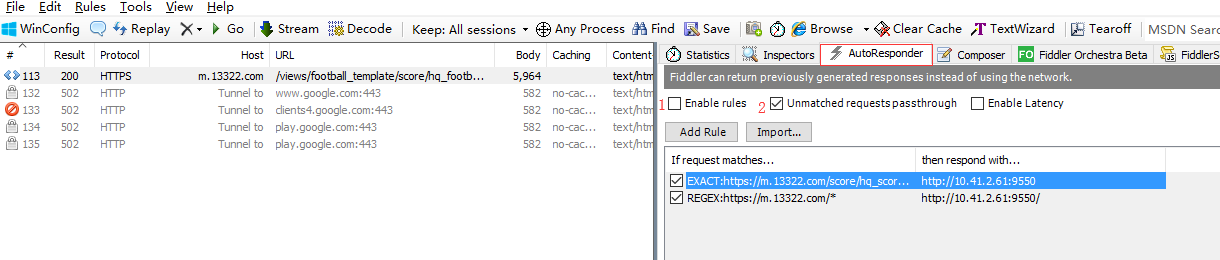 File Edit Rules Tools View Help
WinConfig Replay Go Stream Decode Keep: All sessions Any Process Find Save Browse Clear Cache TextWizard Tearoff MSDN Searc
# Result Protocol Host URL Body Caching Content
113 200 HTTPS m.13322.com /views/football_template/score/hq_footb... 5,964 text/htm
132 502 HTTP Tunnel to www.google.com:443 582 no-cac... text/htm
133 502 HTTP Tunnel to clients4.google.com:443 582 no-cac... text/htm
134 502 HTTP Tunnel to play.google.com:443 582 no-cac... text/htm
135 502 HTTP Tunnel to play.google.com:443 582 no-cac... text/htm
Statistics Inspectors AutoResponder Composer FO Fiddler Orchestra Beta JS FiddlerS
Fiddler can return previously generated responses instead of using the network.
1 Enable rules 2 Unmatched requests passthrough Enable Latency
Add Rule Import...
If request matches... then respond with...
EXACT:https://m.13322.com/score/hq_scor... http://10.41.2.61:9550
REGEX:https://m.13322.com/* http://10.41.2.61:9550/